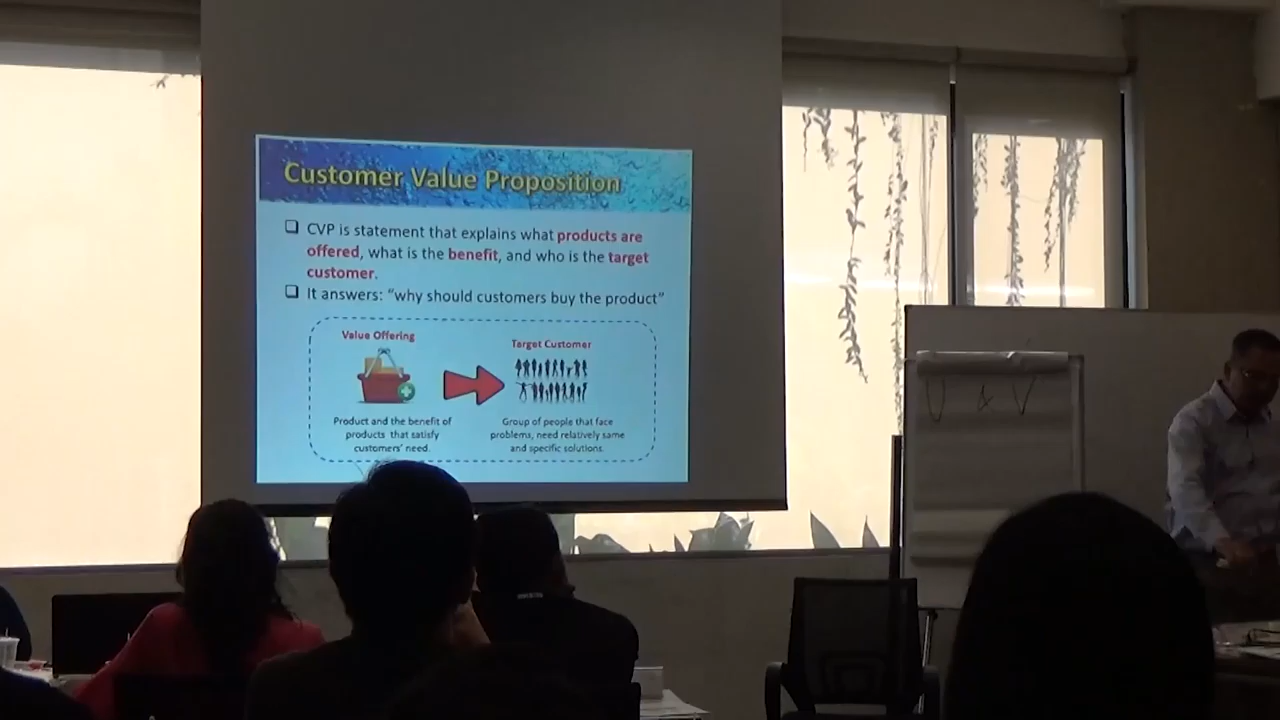 Customer Value Proposition
❑ CVP is statement that explains what products are
offered, what is the benefit, and who is the target
customer.
❑ It answers: “why should customers buy the product”
Value Offering
Product and the benefit of
products that satisfy
customers' need.
Target Customer
Group of people that face
problems, need relatively same
and specific solutions.
U & V